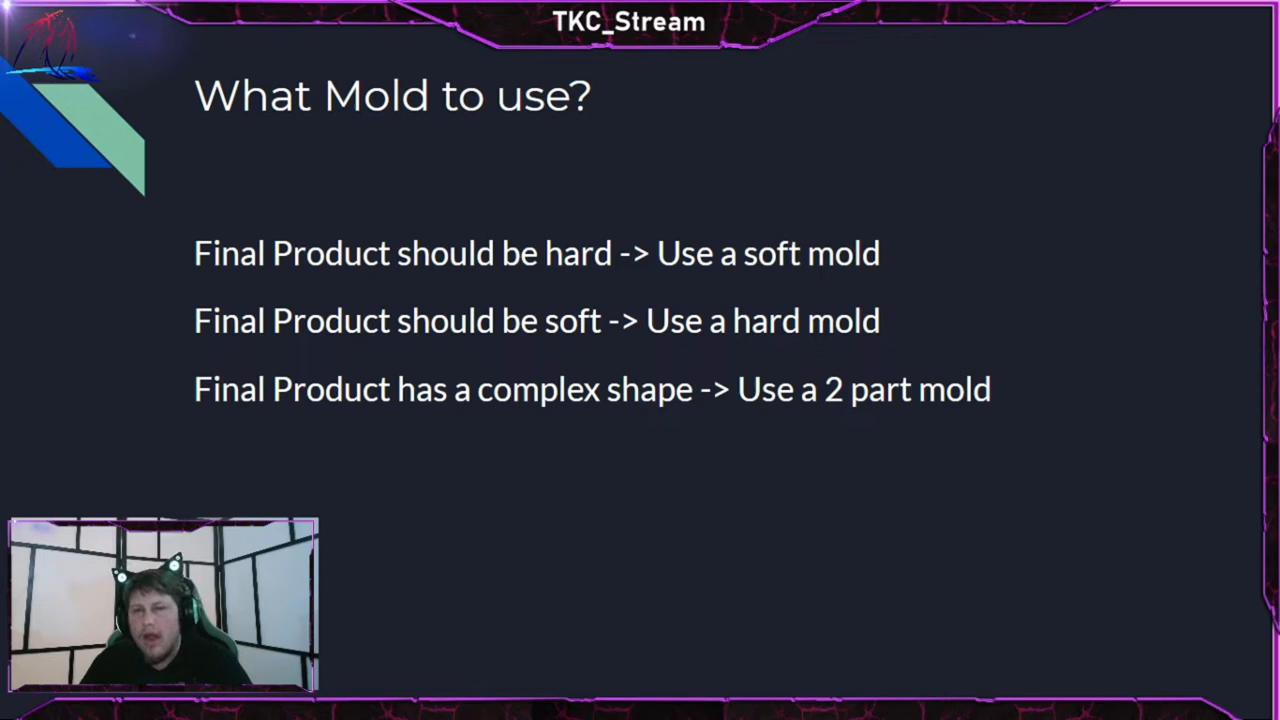 TKC_Stream
What Mold to use?
Final Product should be hard -> Use a soft mold
Final Product should be soft -> Use a hard mold
Final Product has a complex shape -> Use a 2 part mold